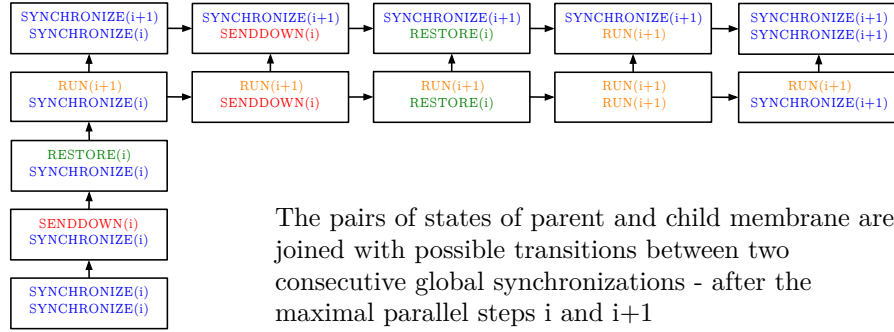 SYNCHRONIZE(i+1) SYNCHRONIZE(i+1) SYNCHRONIZE(i+1) SYNCHRONIZE(i+1) SYNCHRONIZE(i+1)
SYNCHRONIZE(i) SENDDOWN(i) RESTORE(i) RUN(i+1) SYNCHRONIZE(i+1)
RUN(i+1) RUN(i+1) RUN(i+1) RUN(i+1) RUN(i+1)
SYNCHRONIZE(i) SENDDOWN(i) RESTORE(i) RUN(i+1) SYNCHRONIZE(i+1)
RESTORE(i)
SYNCHRONIZE(i)
SENDDOWN(i)
SYNCHRONIZE(i)
SYNCHRONIZE(i)
SYNCHRONIZE(i)
The pairs of states of parent and child membrane are
joined with possible transitions between two
consecutive global synchronizations - after the
maximal parallel steps i and i+1